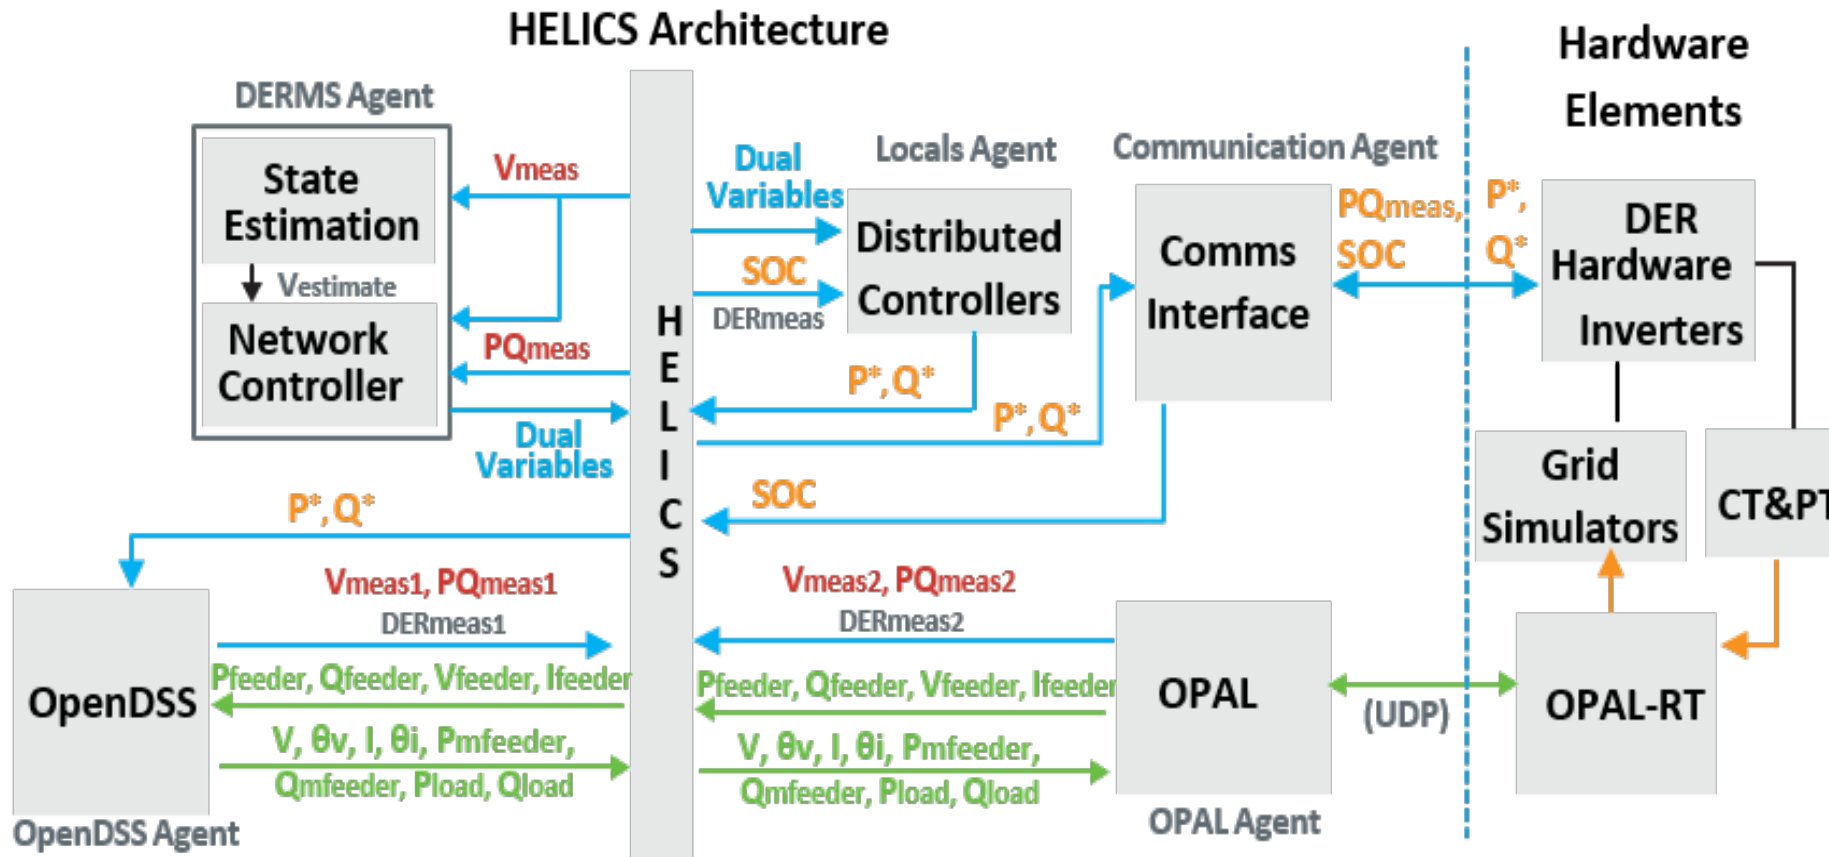 HELICS Architecture
Hardware
Elements
DERMS Agent
State
Estimation
Vestimate
Network
Controller
Vmeas
PQmeas
Dual
Variables
H
E
L
I
C
S
Dual
Variables
SOC
DERmeas
Locals Agent
Distributed
Controllers
P*, Q*
P*, Q*
SOC
Communication Agent
Comms
Interface
PQmeas,
SOC
P*,
Q*
DER
Hardware
Inverters
Grid
Simulators
CT&PT
P*, Q*
Vmeas1, PQmeas1
DERmeas1
Pfeeder, Qfeeder, Vfeeder, Ifeeder
V, θv, I, θi, Pmfeeder,
Qmfeeder, Pload, Qload
OpenDSS
OpenDSS Agent
Vmeas2, PQmeas2
DERmeas2
Pfeeder, Qfeeder, Vfeeder, Ifeeder
V, θv, I, θi, Pmfeeder,
Qmfeeder, Pload, Qload
OPAL
OPAL Agent
(UDP)
OPAL-RT